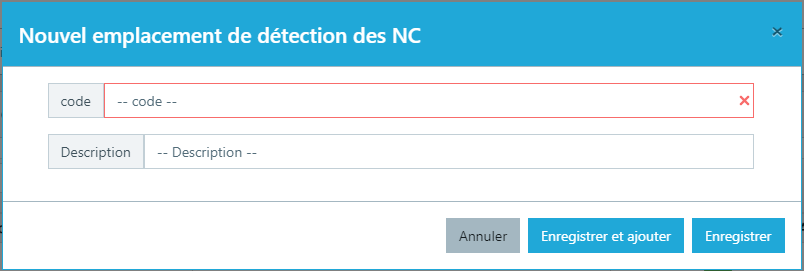 Nouvel emplacement de détection des NC ×
code -- code --
Description -- Description --
Annuler Enregistrer et ajouter Enregistrer